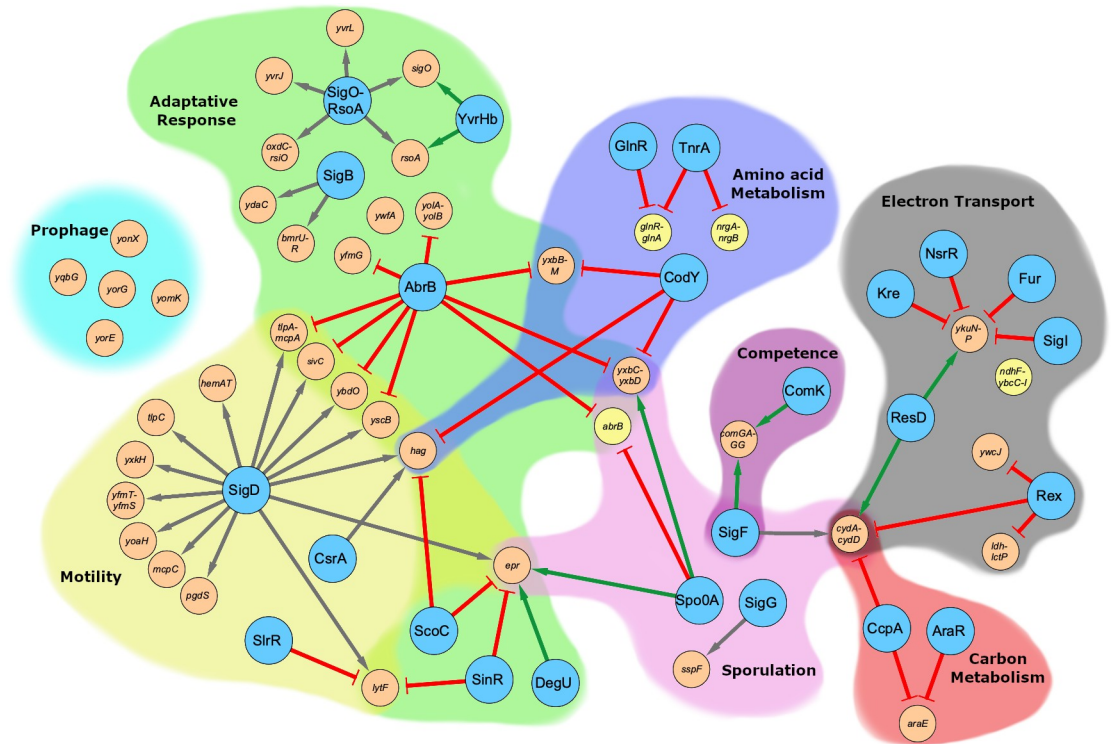 yvrL
yvrJ
sigO
Adaptative
Response
SigO-
RsoA
YvrHb
oxdC-
rsiO
rsoA
GlnR
TnrA
Amino acid
Metabolism
SigB
ydaC
ywfA
yolA-
yolB
bmrU-
R
yfmG
glnR-
glnA
nrgA-
nrgB
Electron Transport
Prophage
yonX
yqbG
yorG
yomK
yorE
AbrB
yxbB-
M
CodY
NsrR
Kre
Fur
ykuN-
P
SigI
ndhF-
ybcC-I
tlpA-
mcpA
sivC
ybdO
yscB
yxbC-
yxbD
Competence
ComK
hemAT
tlpC
yxkH
yfmT-
yfmS
yoaH
mcpC
pgdS
SigD
hag
abrB
comGA-
GG
ResD
ywcJ
Rex
ldh-
lctP
Motility
CsrA
epr
SigF
cydA-
cydD
Spo0A
SigG
sspF
Sporulation
SlrR
ScoC
SinR
DegU
lytF
CcpA
AraR
Carbon
Metabolism
araE